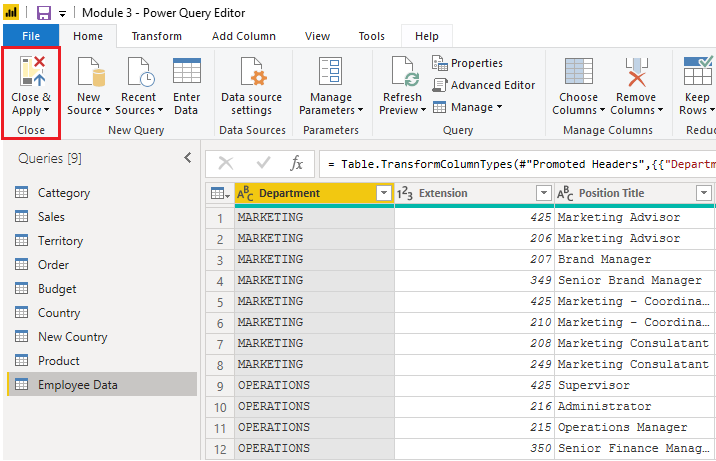 Module 3 - Power Query Editor
File Home Transform Add Column View Tools Help
Close & Apply
New Source
Recent Sources
Enter Data
Data source settings
Manage Parameters
Refresh Preview
Properties
Advanced Editor
Manage
Choose Columns
Remove Columns
Keep Rows
Close New Query Data Sources Parameters Query Manage Columns Reduc
Queries [9]
fx = Table.TransformColumnTypes(#"Promoted Headers",{{"Departm
Cattegory
Sales
Territory
Order
Budget
Country
New Country
Product
Employee Data
ABC Department 123 Extension ABC Position Title
1 MARKETING 425 Marketing Advisor
2 MARKETING 206 Marketing Advisor
3 MARKETING 207 Brand Manager
4 MARKETING 349 Senior Brand Manager
5 MARKETING 425 Marketing - Coordina…
6 MARKETING 210 Marketing - Coordina…
7 MARKETING 208 Marketing Consulatant
8 MARKETING 249 Marketing Consulatant
9 OPERATIONS 425 Supervisor
10 OPERATIONS 216 Administrator
11 OPERATIONS 215 Operations Manager
12 OPERATIONS 350 Senior Finance Manag…